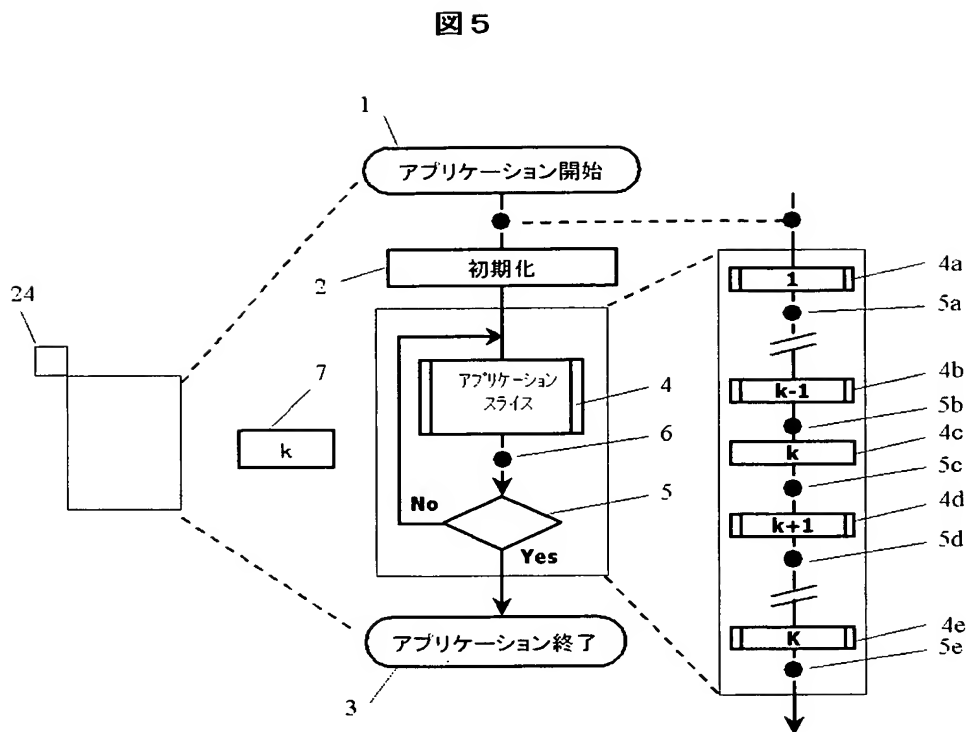 図5
1
アプリケーション開始
2
初期化
4a
1
5a
24
7
k
アプリケーション
スライス
4
6
No
5
Yes
4b
k-1
5b
k
4c
5c
k+1
4d
5d
K
4e
5e
アプリケーション終了
3